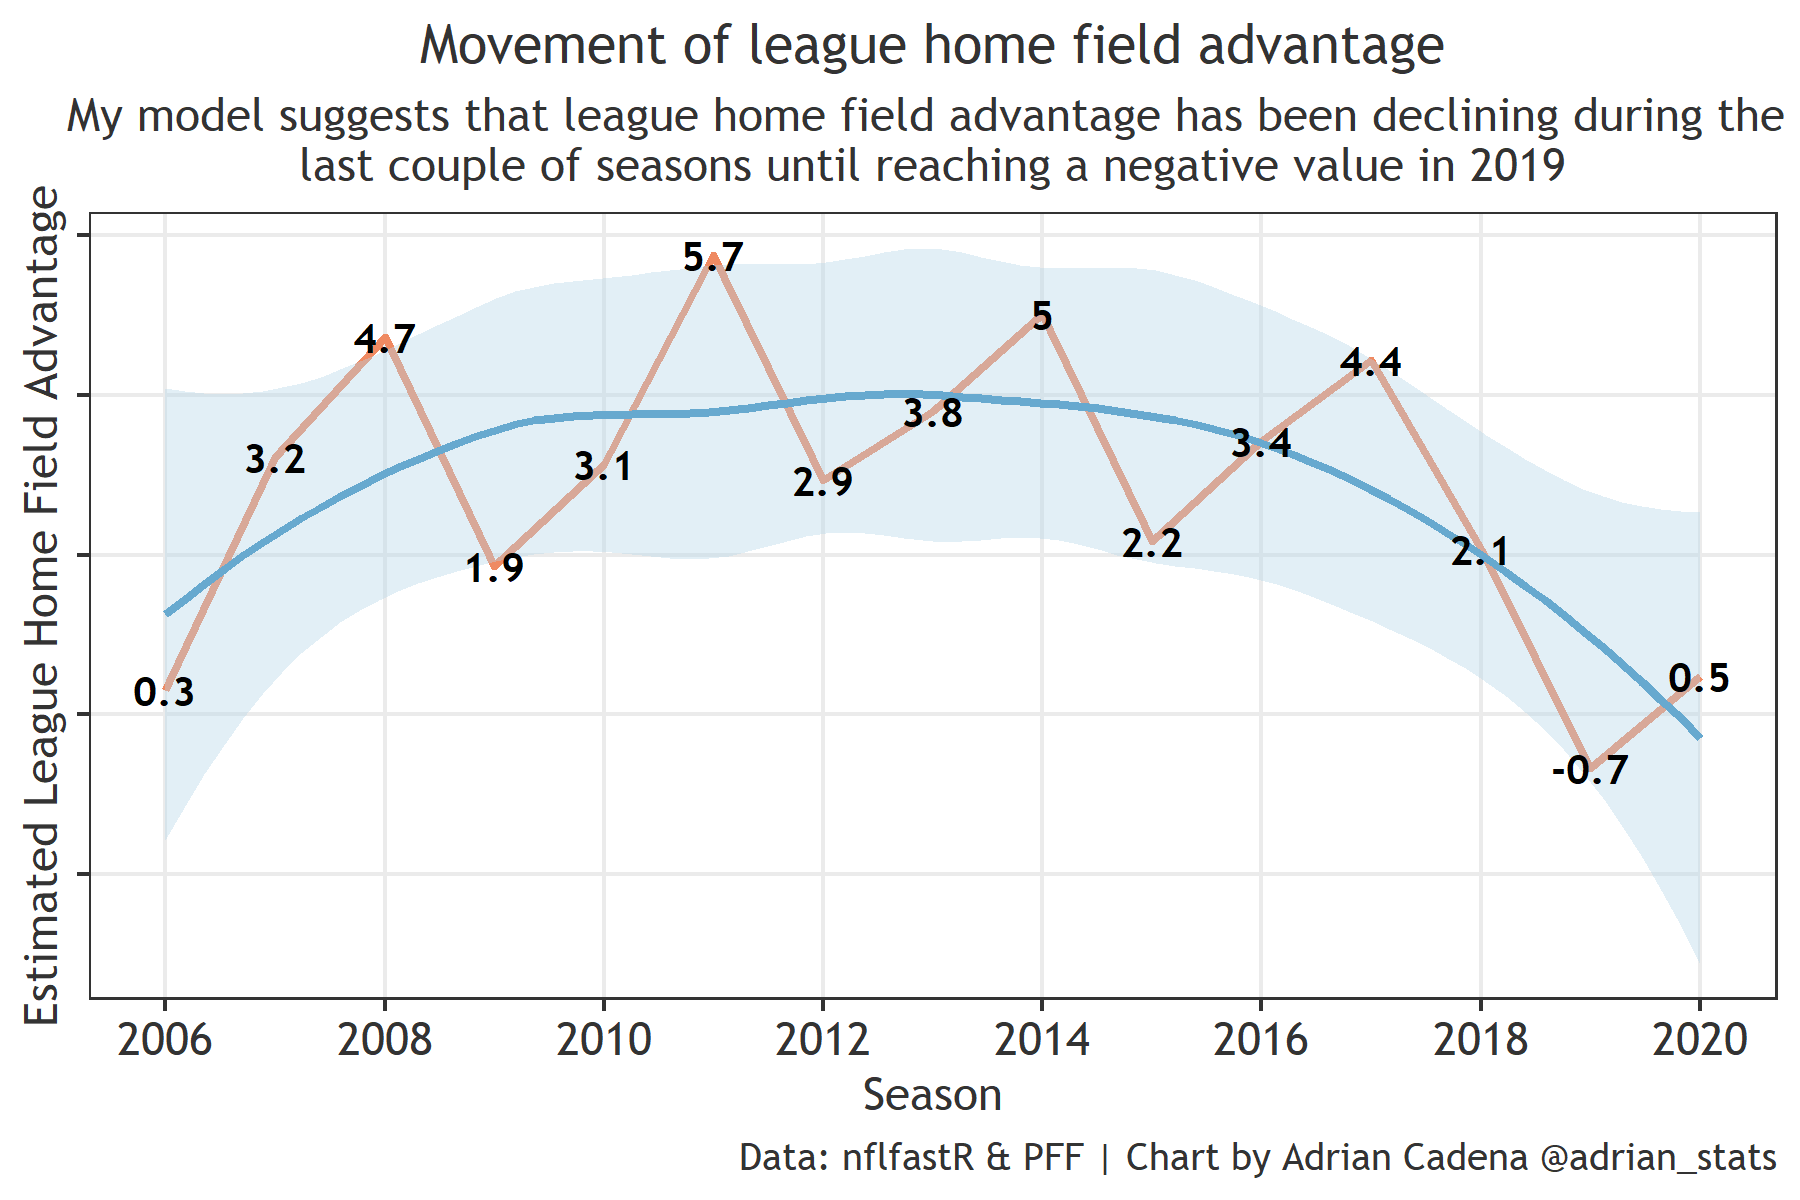 Movement of league home field advantage
My model suggests that league home field advantage has been declining during the
last couple of seasons until reaching a negative value in 2019
Estimated League Home Field Advantage
5.7
5
4.7
4.4
3.8
3.4
3.2
3.1
2.9
2.2
2.1
1.9
0.5
0.3
-0.7
2006 2008 2010 2012 2014 2016 2018 2020
Season
Data: nflfastR & PFF | Chart by Adrian Cadena @adrian_stats